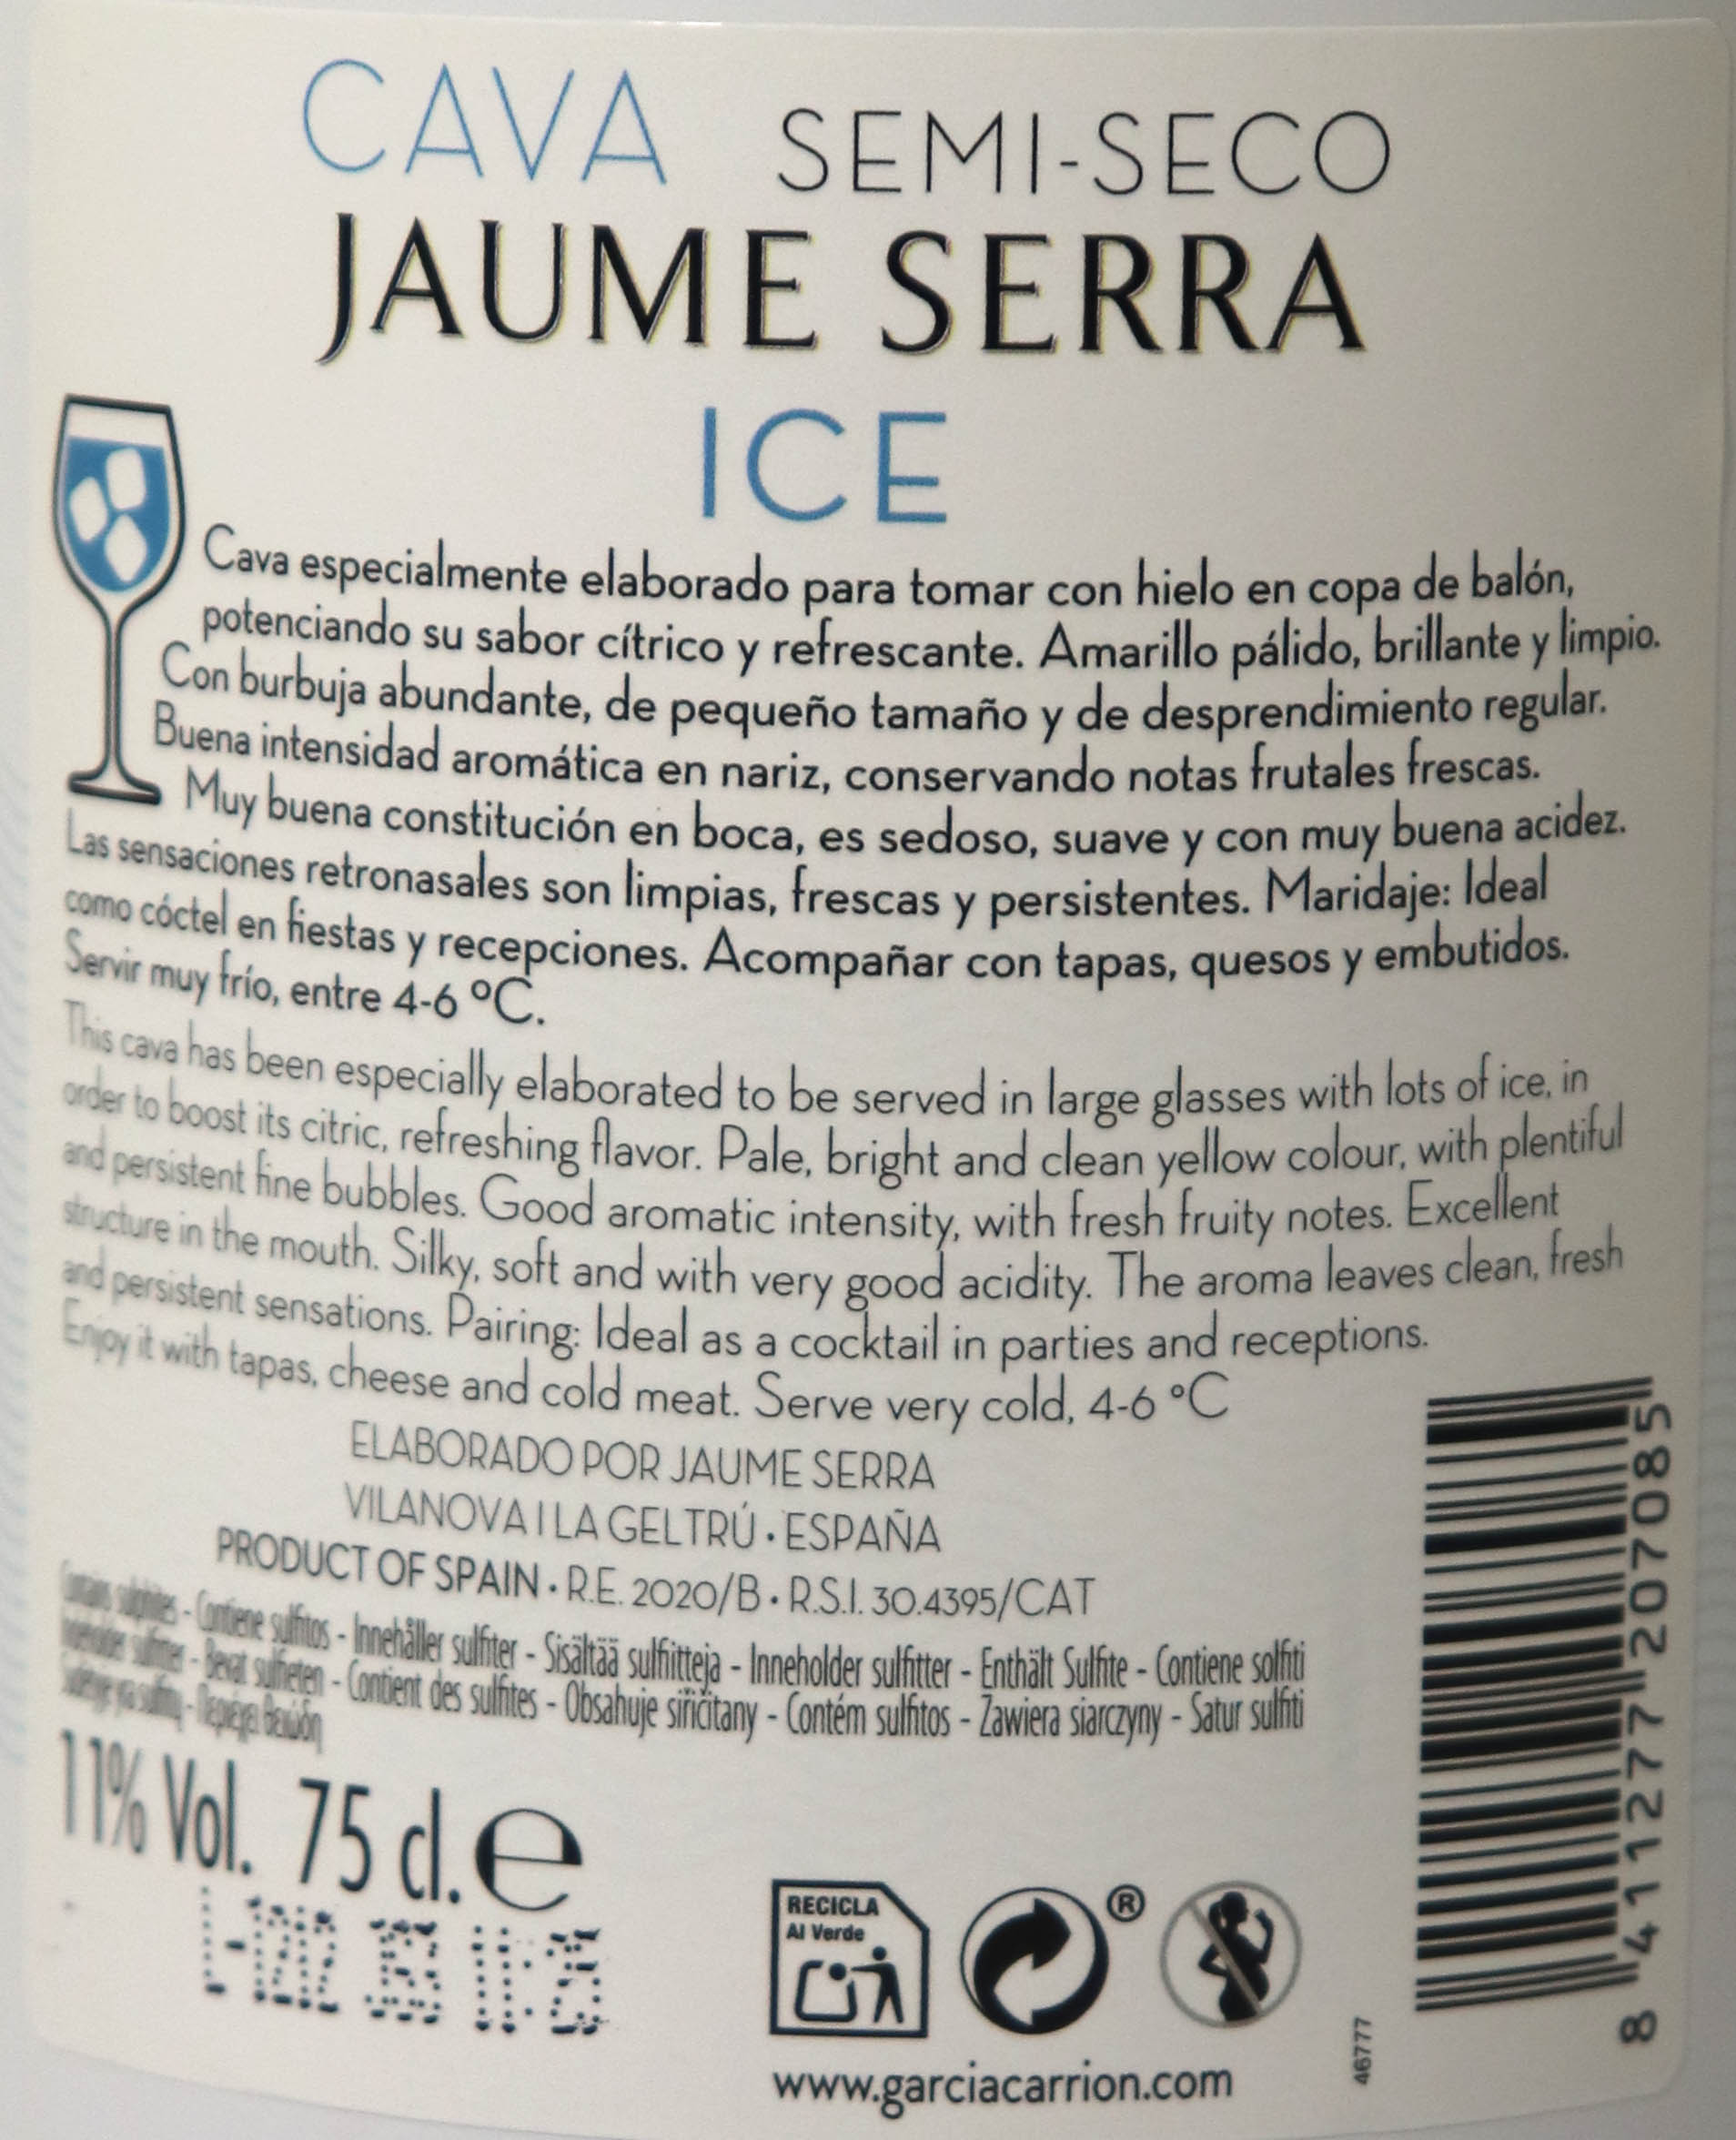 CAVA SEMI-SECO
JAUME SERRA
ICE
Cava especialmente elaborado para tomar con hielo en copa de balón,
potenciando su sabor cítrico y refrescante. Amarillo pálido, brillante y limpio.
Con burbuja abundante, de pequeño tamaño y de desprendimiento regular.
Buena intensidad aromática en nariz, conservando notas frutales frescas.
Muy buena constitución en boca, es sedoso, suave y con muy buena acidez.
Las sensaciones retronasales son limpias, frescas y persistentes. Maridaje: Ideal
como cóctel en fiestas y recepciones. Acompañar con tapas, quesos y embutidos.
Servir muy frío, entre 4-6 ºC.
This cava has been especially elaborated to be served in large glasses with lots of ice, in
order to boost its citric, refreshing flavor. Pale, bright and clean yellow colour, with plentiful
and persistent fine bubbles. Good aromatic intensity, with fresh fruity notes. Excellent
structure in the mouth. Silky, soft and with very good acidity. The aroma leaves clean, fresh
and persistent sensations. Pairing: Ideal as a cocktail in parties and receptions.
Enjoy it with tapas, cheese and cold meat. Serve very cold, 4-6 ºC
ELABORADO POR JAUME SERRA
VILANOVA I LA GELTRÚ • ESPAÑA
PRODUCT OF SPAIN • R.E. 2020/B • R.S.I. 30.4395/CAT
Contains sulphites - Contiene sulfitos - Innehåller sulfiter - Sisältää sulfiitteja - Inneholder sulfitter - Enthält Sulfite - Contiene solfiti
Indeholder sulfitter - Bevat sulfieten - Contient des sulfites - Obsahuje siřičitany - Contém sulfitos - Zawiera siarczyny - Satur sulfīti
11% Vol. 75 cl. e
RECICLA
Al Verde
®
www.garciacarrion.com
46777
8 411277 207085